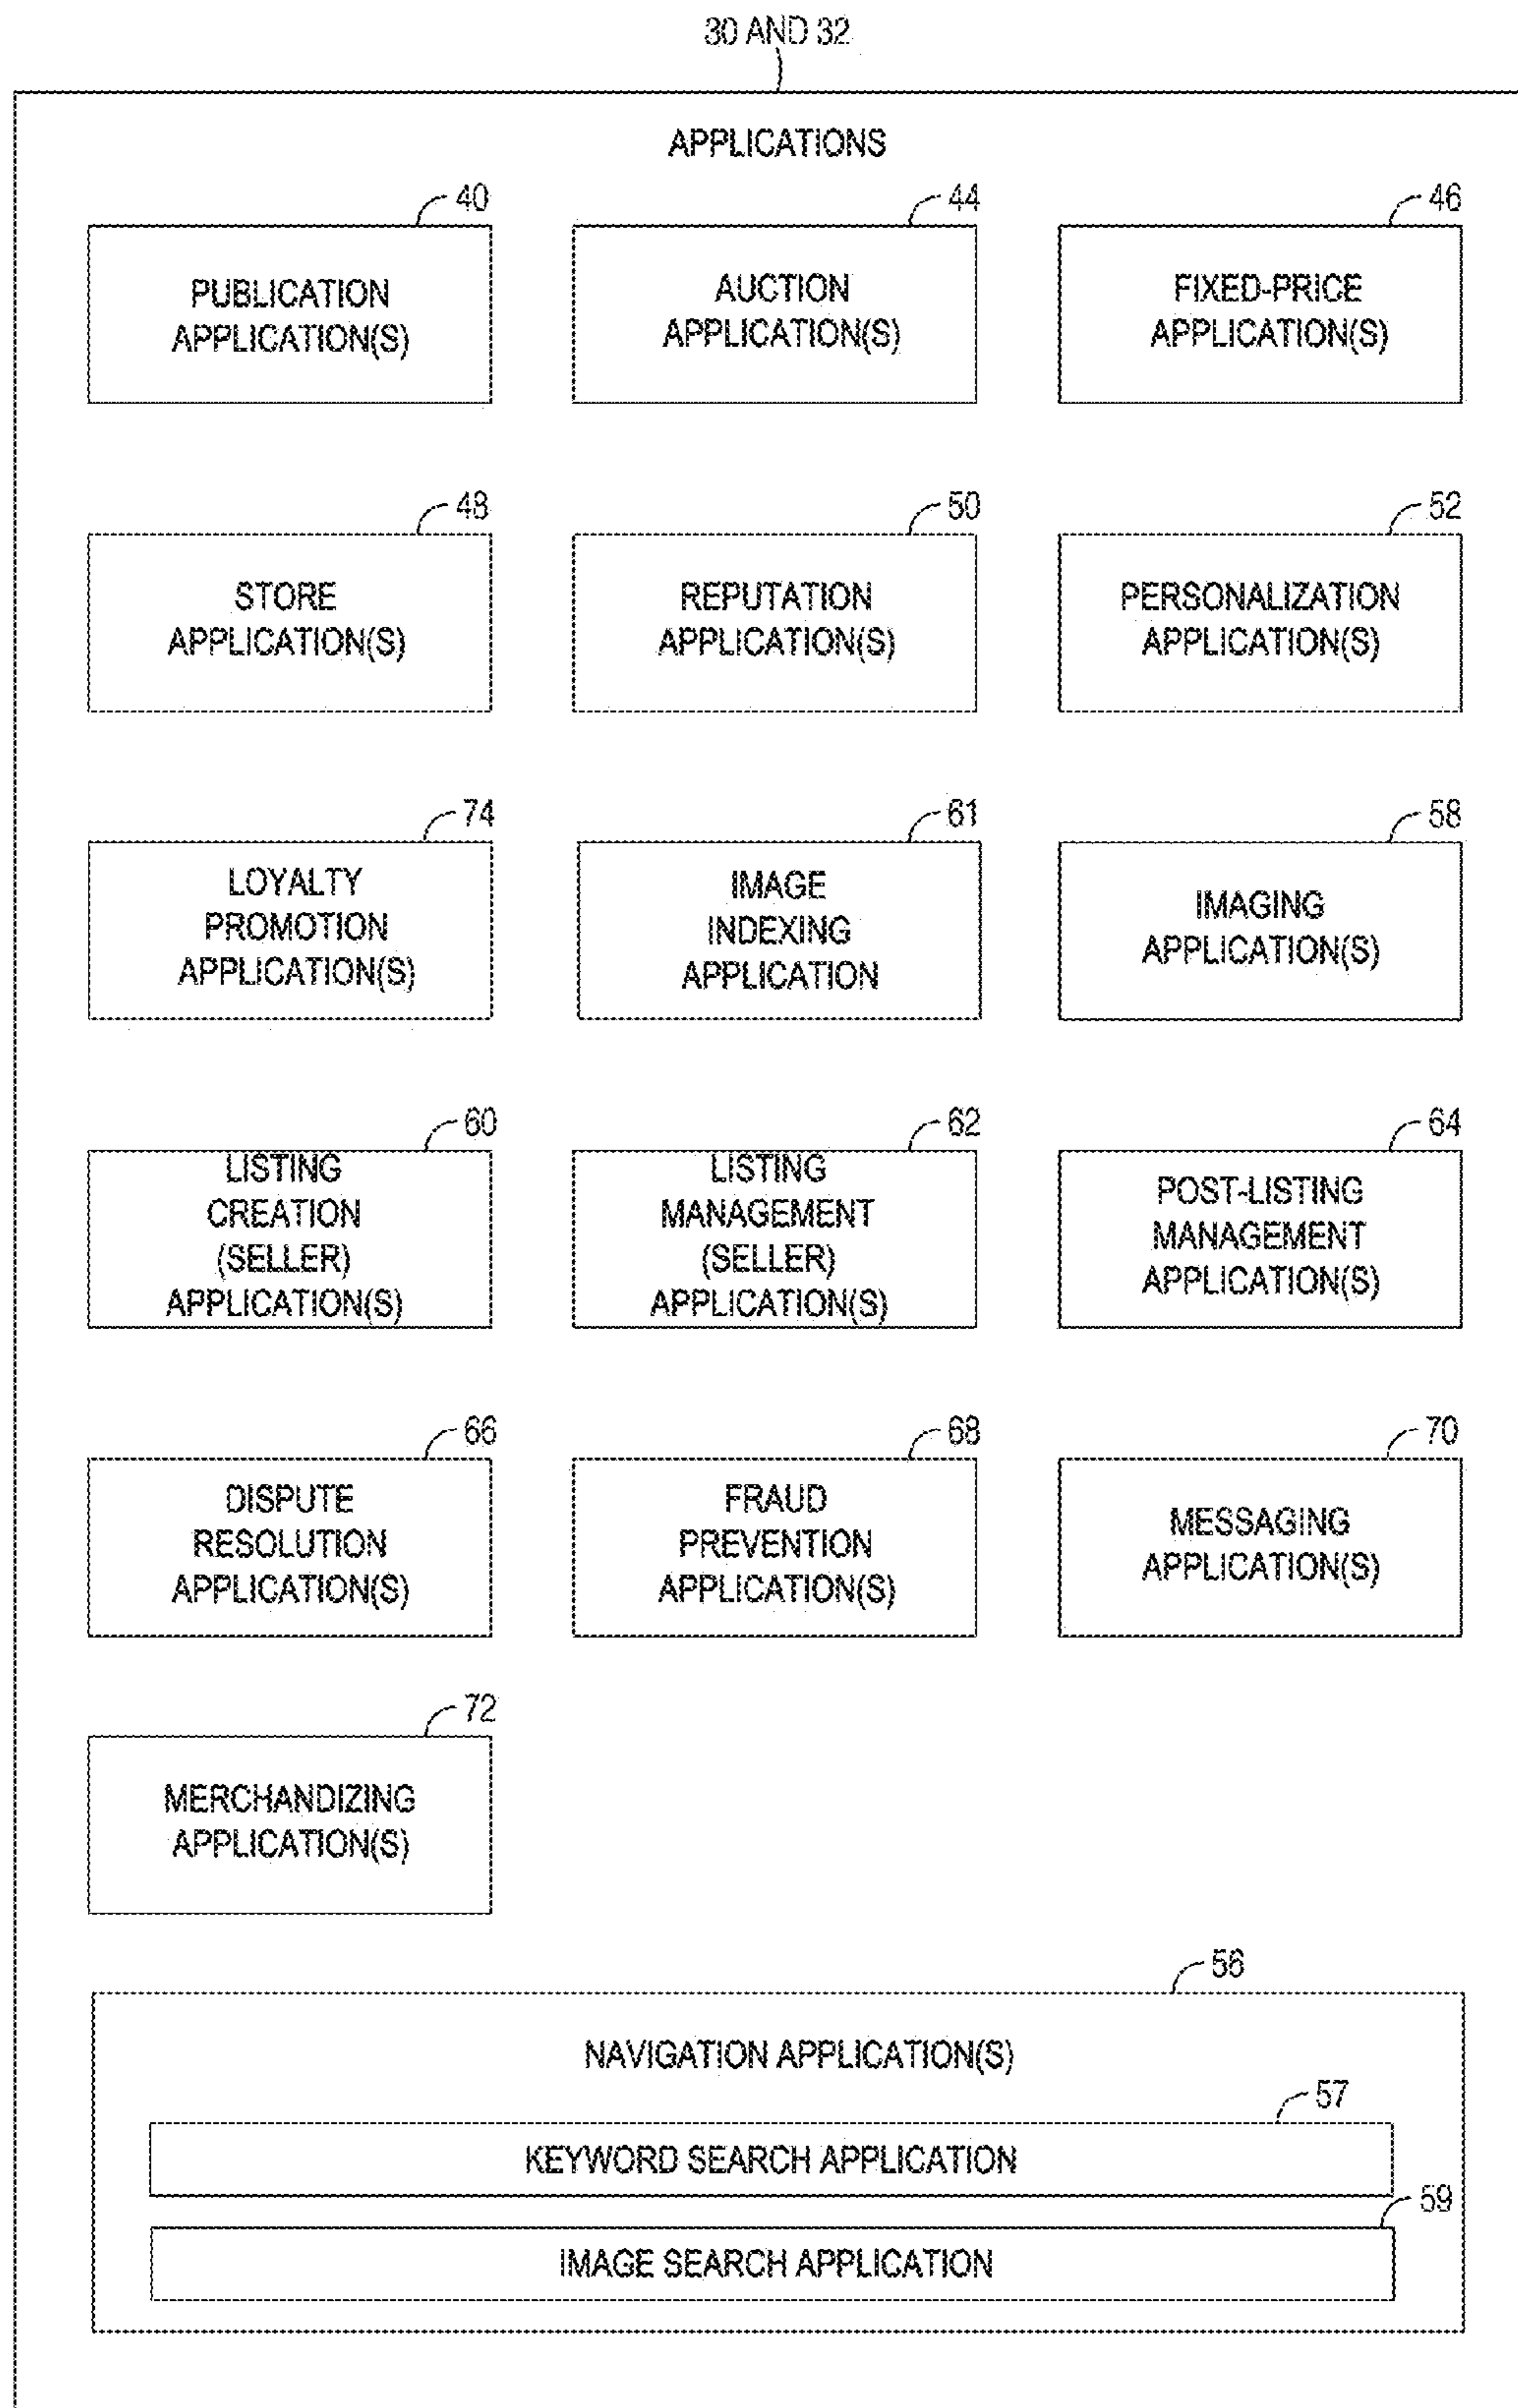 30 AND 32
APPLICATIONS
40
PUBLICATION
APPLICATION(S)
44
AUCTION
APPLICATION(S)
46
FIXED-PRICE
APPLICATION(S)
48
STORE
APPLICATION(S)
50
REPUTATION
APPLICATION(S)
52
PERSONALIZATION
APPLICATION(S)
74
LOYALTY
PROMOTION
APPLICATION(S)
61
IMAGE
INDEXING
APPLICATION
58
IMAGING
APPLICATION(S)
60
LISTING
CREATION
(SELLER)
APPLICATION(S)
62
LISTING
MANAGEMENT
(SELLER)
APPLICATION(S)
64
POST-LISTING
MANAGEMENT
APPLICATION(S)
66
DISPUTE
RESOLUTION
APPLICATION(S)
68
FRAUD
PREVENTION
APPLICATION(S)
70
MESSAGING
APPLICATION(S)
72
MERCHANDIZING
APPLICATION(S)
56
NAVIGATION APPLICATION(S)
57
KEYWORD SEARCH APPLICATION
59
IMAGE SEARCH APPLICATION